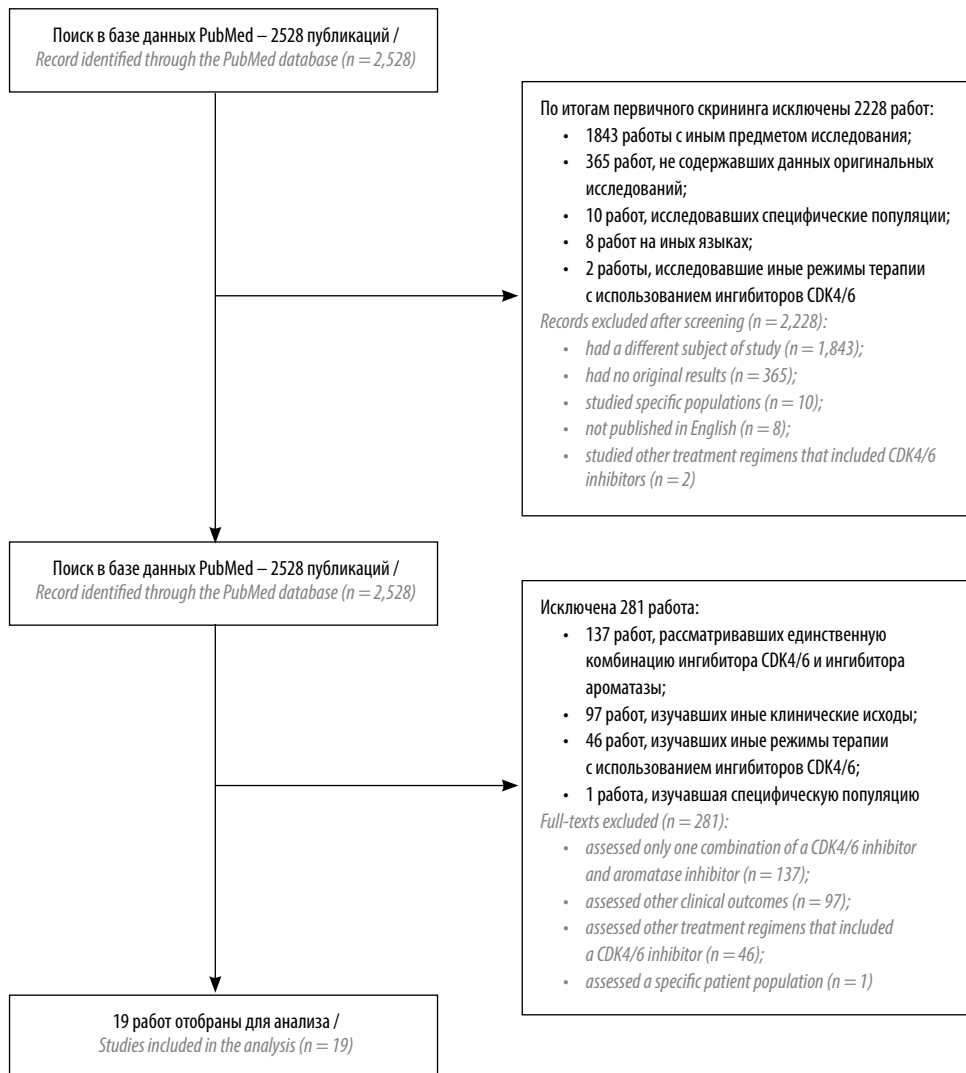 Поиск в базе данных PubMed – 2528 публикаций /
Record identified through the PubMed database (n = 2,528)
По итогам первичного скрининга исключены 2228 работ:
• 1843 работы с иным предметом исследования;
• 365 работ, не содержавших данных оригинальных
исследований;
• 10 работ, исследовавших специфические популяции;
• 8 работ на иных языках;
• 2 работы, исследовавшие иные режимы терапии
с использованием ингибиторов CDK4/6
Records excluded after screening (n = 2,228):
• had a different subject of study (n = 1,843);
• had no original results (n = 365);
• studied specific populations (n = 10);
• not published in English (n = 8);
• studied other treatment regimens that included CDK4/6
inhibitors (n = 2)
Поиск в базе данных PubMed – 2528 публикаций /
Record identified through the PubMed database (n = 2,528)
Исключена 281 работа:
• 137 работ, рассматривавших единственную
комбинацию ингибитора CDK4/6 и ингибитора
ароматазы;
• 97 работ, изучавших иные клинические исходы;
• 46 работ, изучавших иные режимы терапии
с использованием ингибиторов CDK4/6;
• 1 работа, изучавшая специфическую популяцию
Full-texts excluded (n = 281):
• assessed only one combination of a CDK4/6 inhibitor
and aromatase inhibitor (n = 137);
• assessed other clinical outcomes (n = 97);
• assessed other treatment regimens that included
a CDK4/6 inhibitor (n = 46);
• assessed a specific patient population (n = 1)
19 работ отобраны для анализа /
Studies included in the analysis (n = 19)